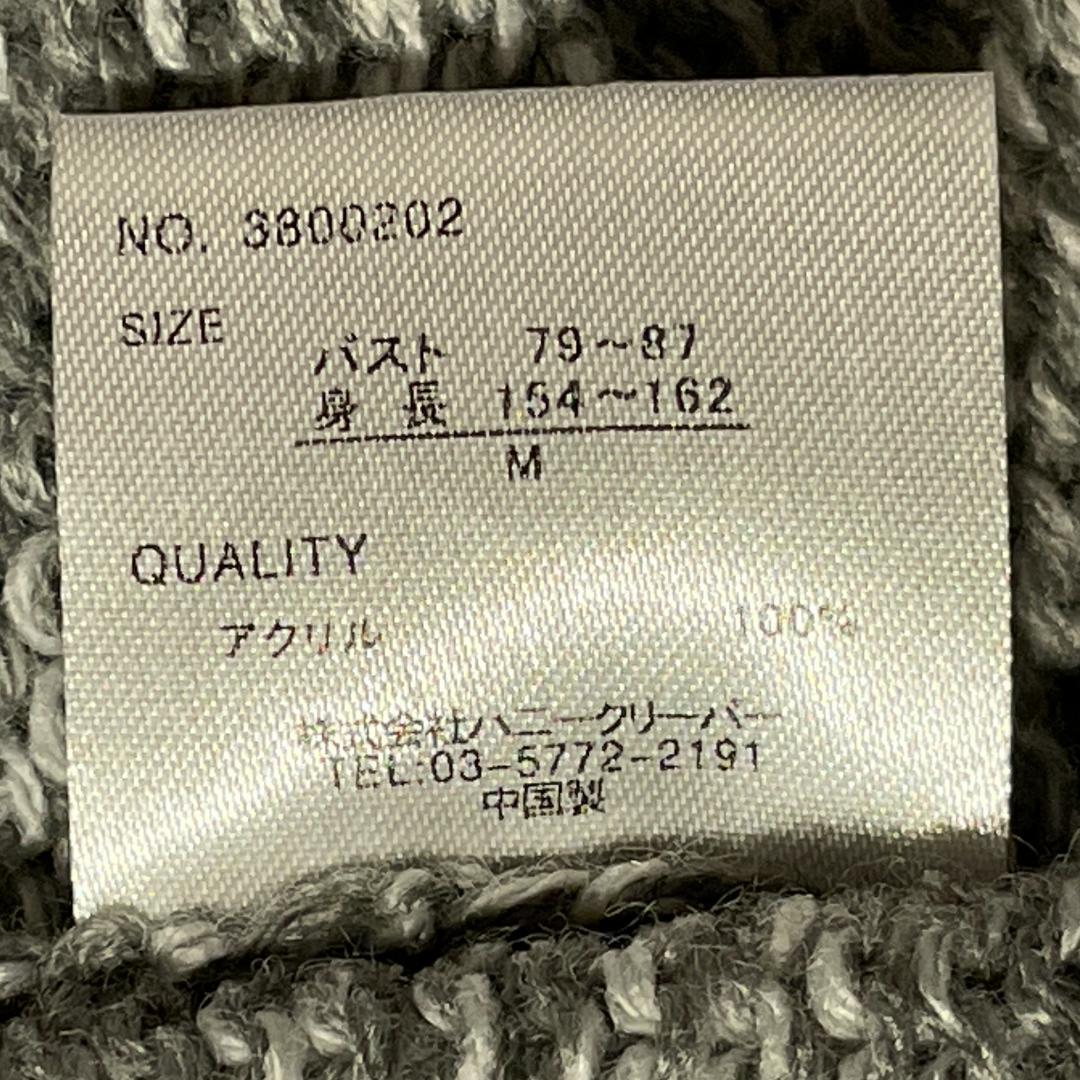 NO. 3800202
SIZE
バスト 79~87
身長 154~162
M
QUALITY
アクリル 100%
株式会社ハニークリーパー
TEL:03-5772-2191
中国製